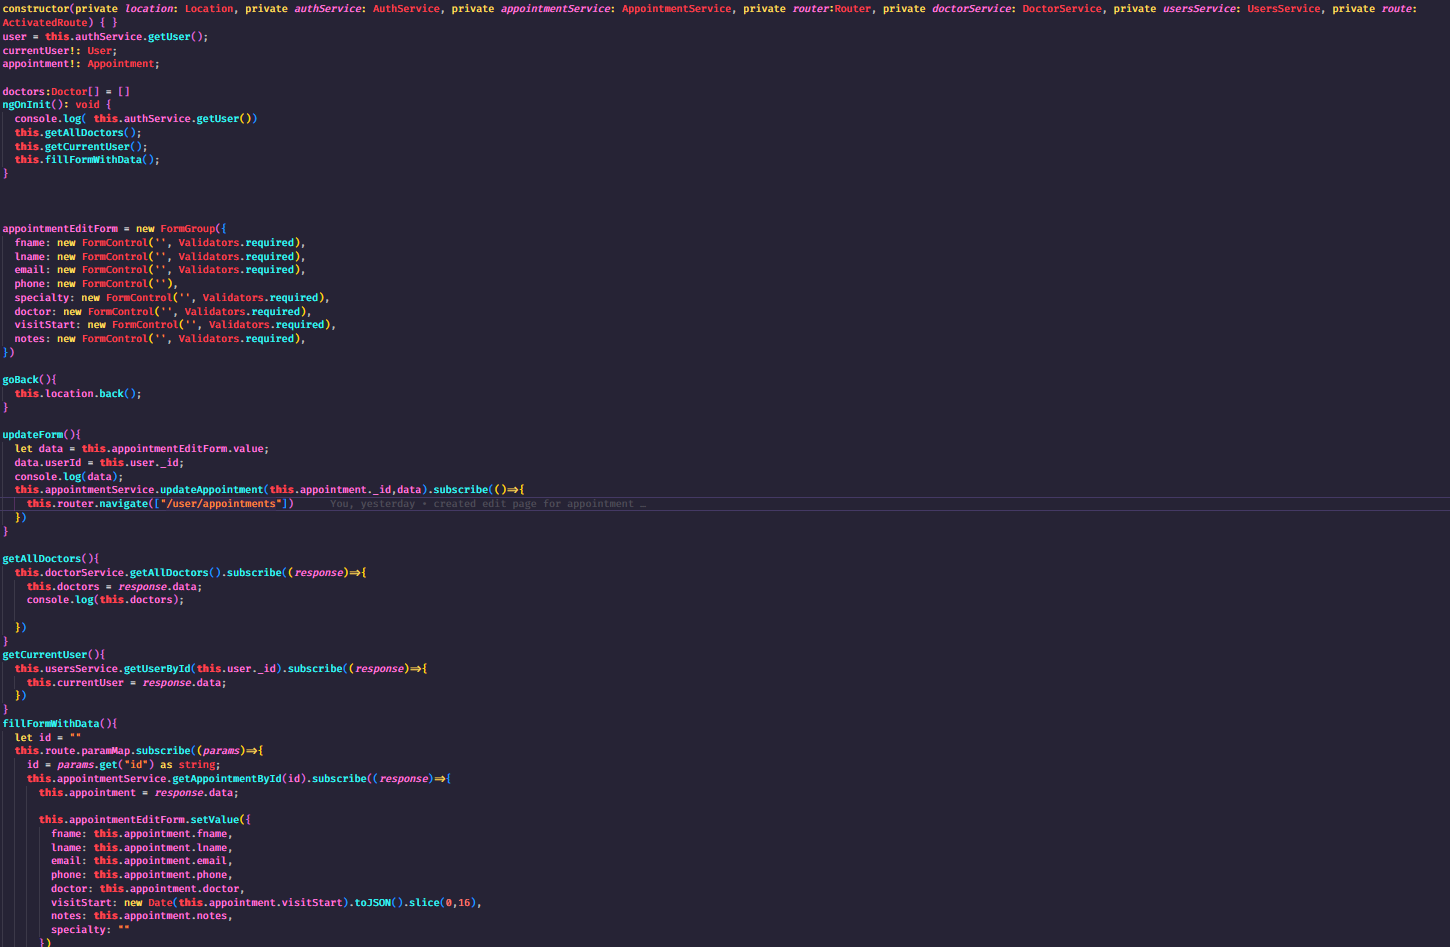 constructor(private location: Location, private authService: AuthService, private appointmentService: AppointmentService, private router:Router, private doctorService: DoctorService, private usersService: UsersService, private route:
ActivatedRoute) { }
user = this.authService.getUser();
currentUser!: User;
appointment!: Appointment;
doctors:Doctor[] = []
ngOnInit(): void {
console.log( this.authService.getUser())
this.getAllDoctors();
this.getCurrentUser();
this.fillFormWithData();
}
appointmentEditForm = new FormGroup({
fname: new FormControl('', Validators.required),
lname: new FormControl('', Validators.required),
email: new FormControl('', Validators.required),
phone: new FormControl(''),
specialty: new FormControl('', Validators.required),
doctor: new FormControl('', Validators.required),
visitStart: new FormControl('', Validators.required),
notes: new FormControl('', Validators.required),
})
goBack(){
this.location.back();
}
updateForm(){
let data = this.appointmentEditForm.value;
data.userId = this.user._id;
console.log(data);
this.appointmentService.updateAppointment(this.appointment._id,data).subscribe(()=>{
this.router.navigate(["/user/appointments"]) You, yesterday • created edit page for appointment …
})
}
getAllDoctors(){
this.doctorService.getAllDoctors().subscribe((response)=>{
this.doctors = response.data;
console.log(this.doctors);
})
}
getCurrentUser(){
this.usersService.getUserById(this.user._id).subscribe((response)=>{
this.currentUser = response.data;
})
}
fillFormWithData(){
let id = ""
this.route.paramMap.subscribe((params)=>{
id = params.get("id") as string;
this.appointmentService.getAppointmentById(id).subscribe((response)=>{
this.appointment = response.data;
this.appointmentEditForm.setValue({
fname: this.appointment.fname,
lname: this.appointment.lname,
email: this.appointment.email,
phone: this.appointment.phone,
doctor: this.appointment.doctor,
visitStart: new Date(this.appointment.visitStart).toJSON().slice(0,16),
notes: this.appointment.notes,
specialty: ""
})